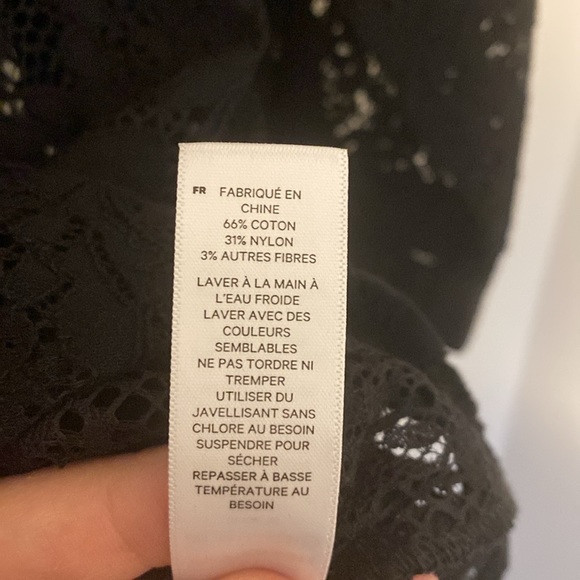 FR FABRIQUÉ EN
CHINE
66% COTON
31% NYLON
3% AUTRES FIBRES
LAVER À LA MAIN À
L'EAU FROIDE
LAVER AVEC DES
COULEURS
SEMBLABLES
NE PAS TORDRE NI
TREMPER
UTILISER DU
JAVELLISANT SANS
CHLORE AU BESOIN
SUSPENDRE POUR
SÉCHER
REPASSER À BASSE
TEMPÉRATURE AU
BESOIN